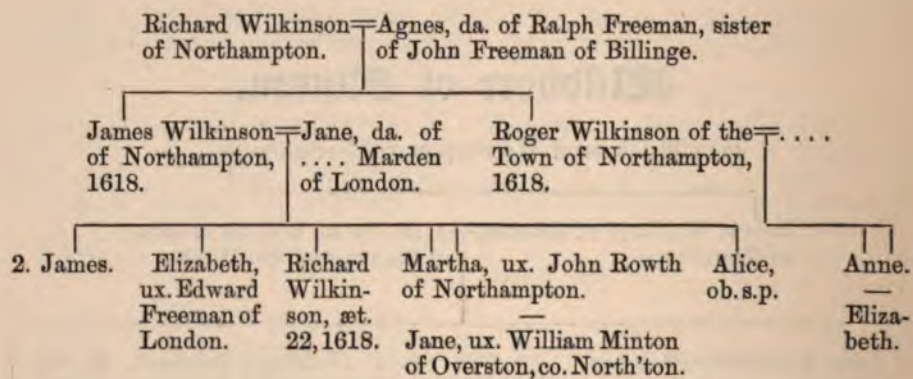 Richard Wilkinson
of Northampton.
Agnes, da. of Ralph Freeman, sister
of John Freeman of Billinge.
James Wilkinson
of Northampton,
1618.
Jane, da. of
.... Marden
of London.
Roger Wilkinson of the
Town of Northampton,
1618.
....
2. James.
Elizabeth,
ux. Edward
Freeman of
London.
Richard
Wilkin-
son, æt.
22, 1618.
Martha, ux. John Rowth
of Northampton.
—
Jane, ux. William Minton
of Overston, co. North'ton.
Alice,
ob. s.p.
Anne.
—
Eliza-
beth.